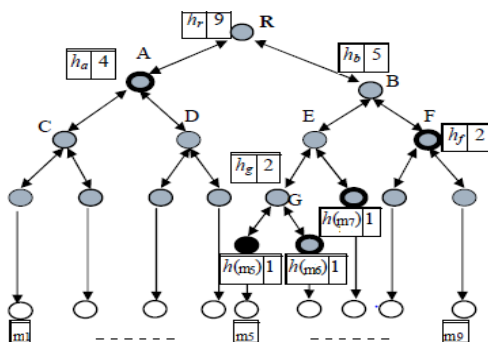 h_r 9 R
A
h_a 4
h_b 5
B
C
D
E
F
h_f 2
h_g 2
G
h(m7) 1
h(m5) 1
h(m6) 1
m1
m5
m9